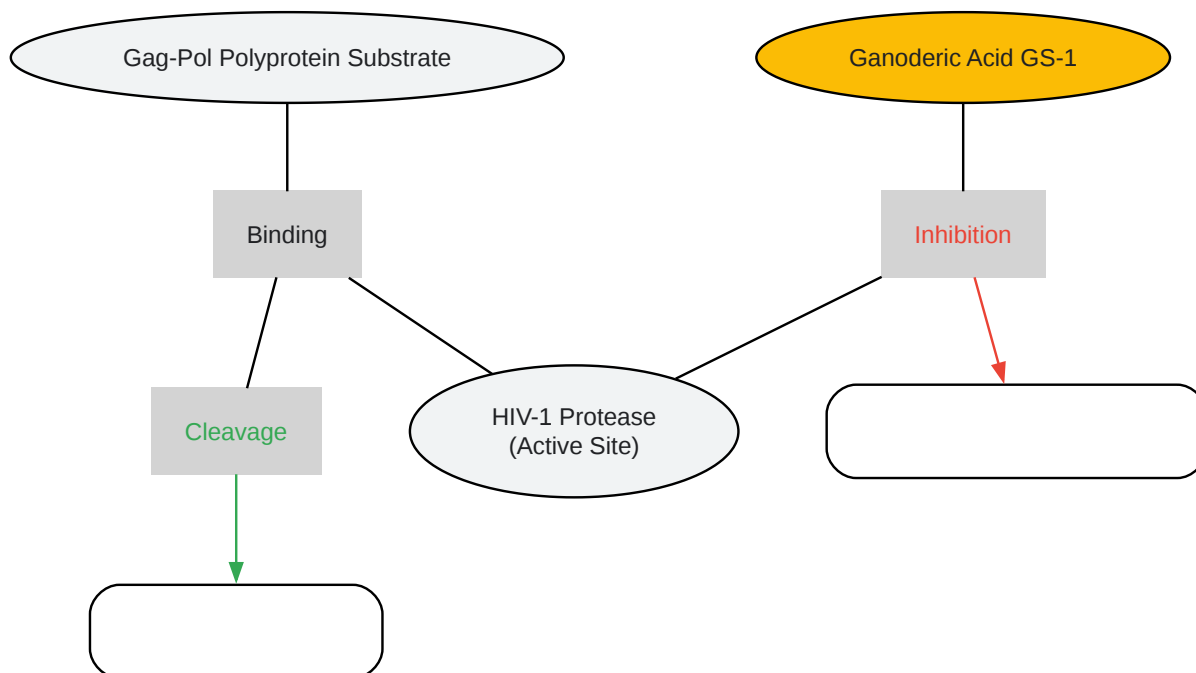 Gag-Pol Polyprotein Substrate
Ganoderic Acid GS-1
Binding
Inhibition
Cleavage
HIV-1 Protease
(Active Site)